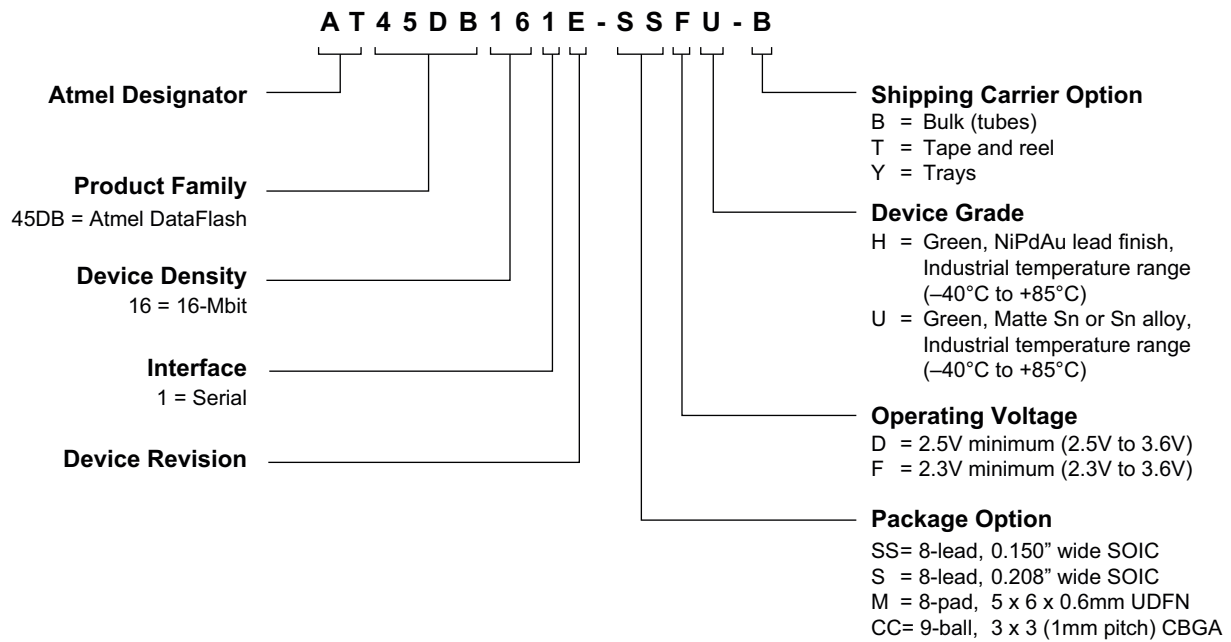 A T 4 5 D B 1 6 1 E - S S F U - B
Atmel Designator
Product Family
45DB = Atmel DataFlash
Device Density
16 = 16-Mbit
Interface
1 = Serial
Device Revision
Shipping Carrier Option
B = Bulk (tubes)
T = Tape and reel
Y = Trays
Device Grade
H = Green, NiPdAu lead finish,
Industrial temperature range
(–40°C to +85°C)
U = Green, Matte Sn or Sn alloy,
Industrial temperature range
(–40°C to +85°C)
Operating Voltage
D = 2.5V minimum (2.5V to 3.6V)
F = 2.3V minimum (2.3V to 3.6V)
Package Option
SS= 8-lead, 0.150” wide SOIC
S = 8-lead, 0.208” wide SOIC
M = 8-pad, 5 x 6 x 0.6mm UDFN
CC= 9-ball, 3 x 3 (1mm pitch) CBGA